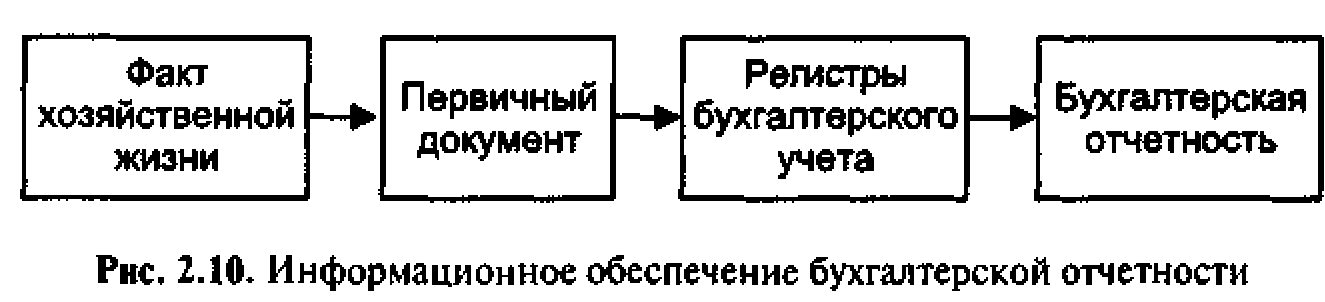 Факт
хозяйственной
жизни
Первичный
документ
Регистры
бухгалтерского
учета
Бухгалтерская
отчетность
Рис. 2.10. Информационное обеспечение бухгалтерской отчетности